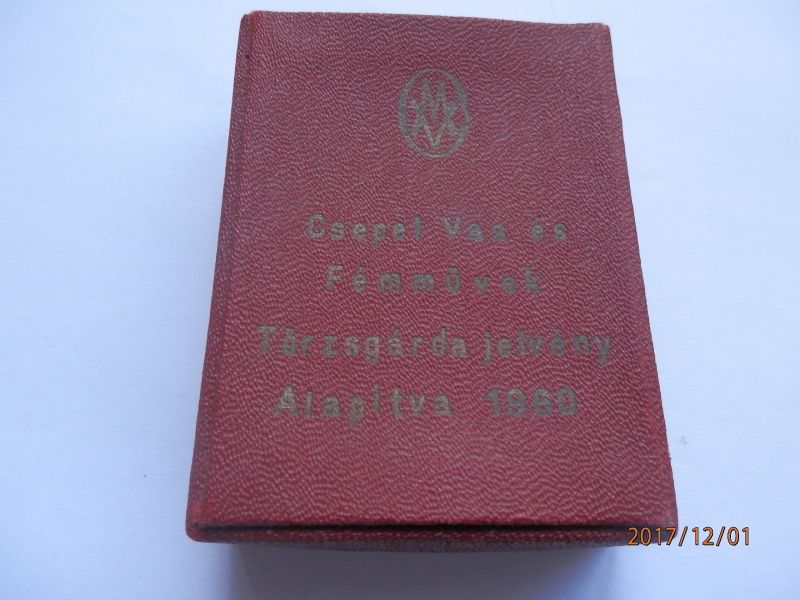 Csepel Vas és
Fémművek
Törzsgárda jelvény
Alapítva 1960
2017/12/01